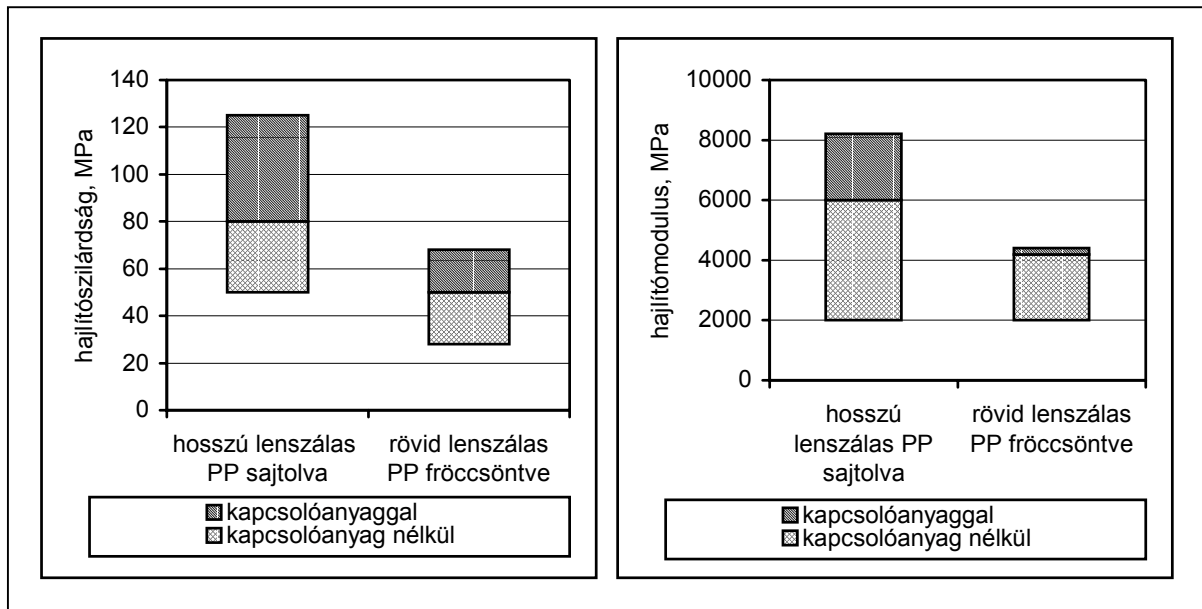 hajlítószilárdság, MPa
140
120
100
80
60
40
20
0
hosszú lenszálas
PP sajtolva
rövid lenszálas
PP fröccsöntve
kapcsolóanyaggal
kapcsolóanyag nélkül
hajlítómodulus, MPa
10000
8000
6000
4000
2000
0
hosszú
lenszálas PP
sajtolva
rövid lenszálas
PP fröccsöntve
kapcsolóanyaggal
kapcsolóanyag nélkül